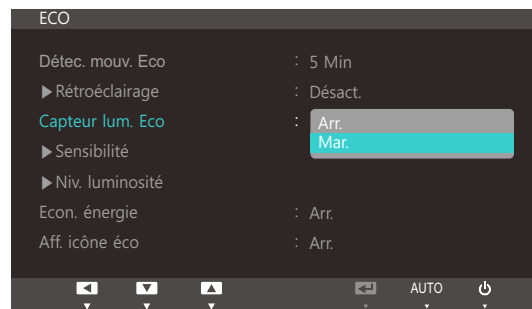 ECO
Détec. mouv. Eco : 5 Min
▶Rétroéclairage : Désact.
Capteur lum. Eco : Arr.
Mar.
▶Sensibilité
▶Niv. luminosité
Econ. énergie : Arr.
Aff. icône éco : Arr.
AUTO